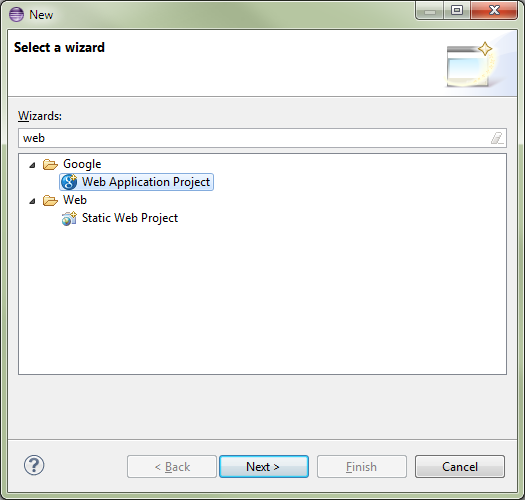 New
Select a wizard
Wizards:
web
Google
Web Application Project
Web
Static Web Project
? < Back Next > Finish Cancel